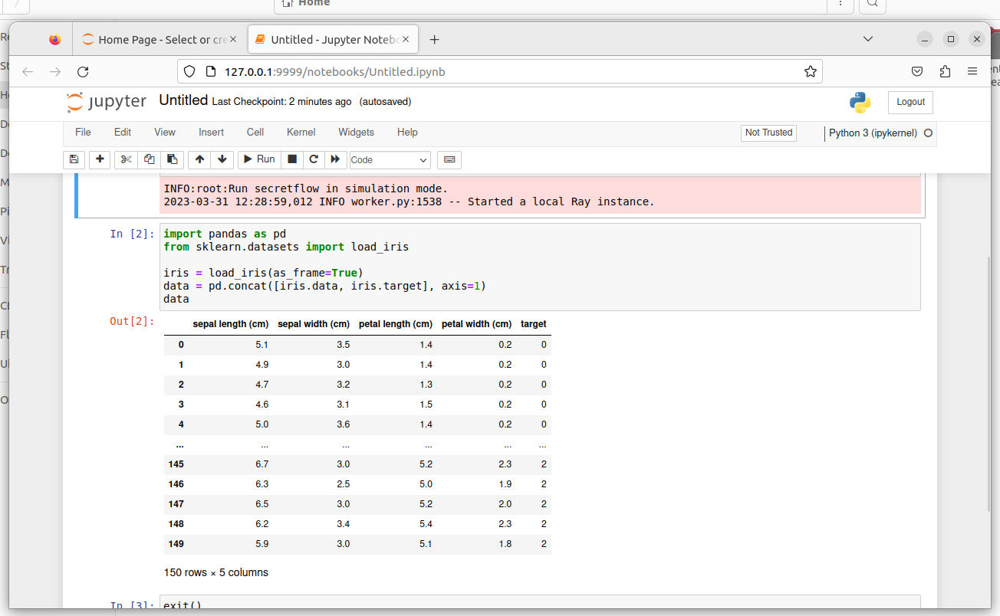 Home
Home Page - Select or cre
Untitled - Jupyter Notebo
127.0.0.1:9999/notebooks/Untitled.ipynb
jupyter Untitled Last Checkpoint: 2 minutes ago (autosaved)
Logout
File Edit View Insert Cell Kernel Widgets Help
Not Trusted
Python 3 (ipykernel)
Run
Code
INFO:root:Run secretflow in simulation mode.
2023-03-31 12:28:59,012 INFO worker.py:1538 -- Started a local Ray instance.
In [2]: import pandas as pd
from sklearn.datasets import load_iris
iris = load_iris(as_frame=True)
data = pd.concat([iris.data, iris.target], axis=1)
data
Out[2]:
sepal length (cm) sepal width (cm) petal length (cm) petal width (cm) target
0 5.1 3.5 1.4 0.2 0
1 4.9 3.0 1.4 0.2 0
2 4.7 3.2 1.3 0.2 0
3 4.6 3.1 1.5 0.2 0
4 5.0 3.6 1.4 0.2 0
... ... ... ... ... ...
145 6.7 3.0 5.2 2.3 2
146 6.3 2.5 5.0 1.9 2
147 6.5 3.0 5.2 2.0 2
148 6.2 3.4 5.4 2.3 2
149 5.9 3.0 5.1 1.8 2
150 rows × 5 columns
In [3]: exit()